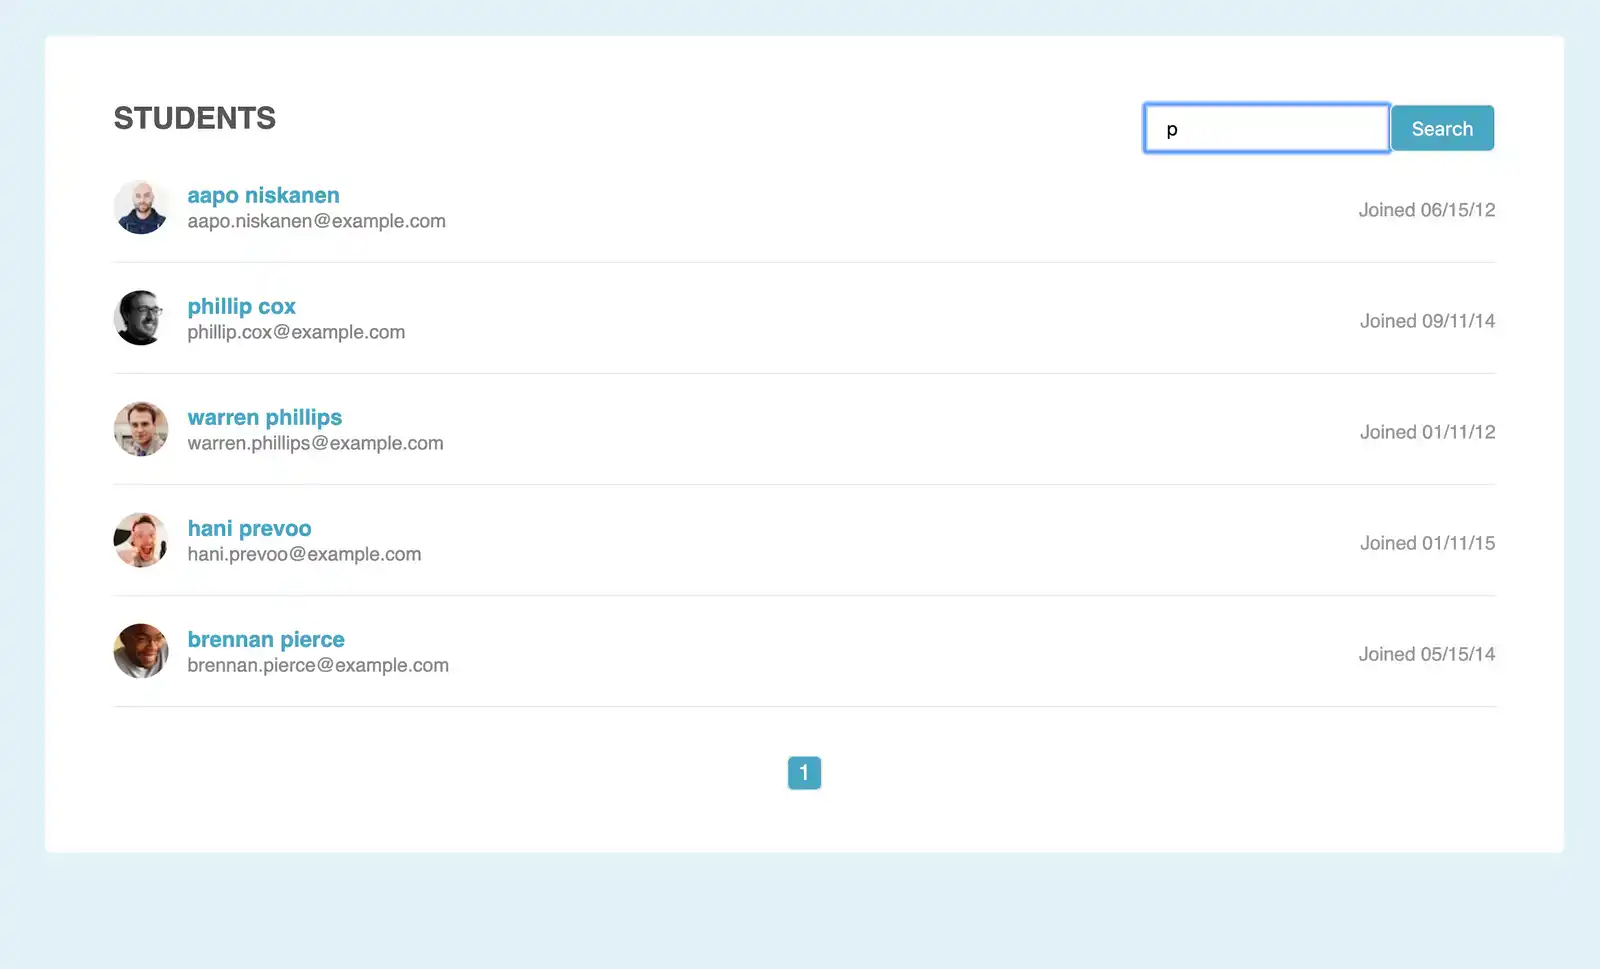 STUDENTS
p
Search
aapo niskanen
aapo.niskanen@example.com
Joined 06/15/12
phillip cox
phillip.cox@example.com
Joined 09/11/14
warren phillips
warren.phillips@example.com
Joined 01/11/12
hani prevoo
hani.prevoo@example.com
Joined 01/11/15
brennan pierce
brennan.pierce@example.com
Joined 05/15/14
1